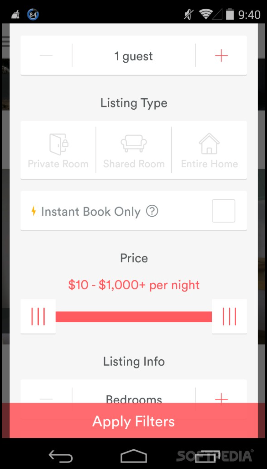 9:40
1 guest
Listing Type
Private Room Shared Room Entire Home
Instant Book Only ?
Price
$10 - $1,000+ per night
Listing Info
Bedrooms
Apply Filters
SOFTPEDIA